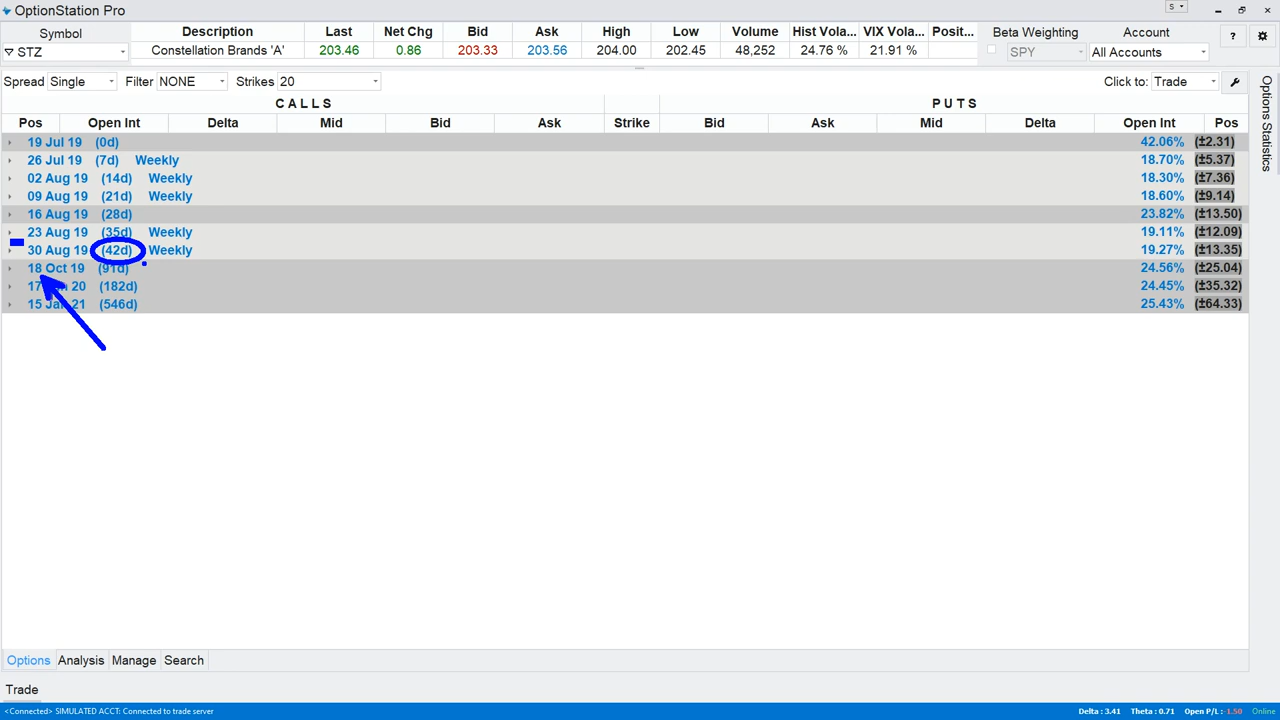 OptionStation Pro
S
Symbol Description Last Net Chg Bid Ask High Low Volume Hist Vola... VIX Vola... Posit... Beta Weighting Account
STZ Constellation Brands 'A' 203.46 0.86 203.33 203.56 204.00 202.45 48,252 24.76 % 21.91 % SPY All Accounts ?
Spread Single Filter NONE Strikes 20 Click to: Trade
Options Statistics
CALLS PUTS
Pos Open Int Delta Mid Bid Ask Strike Bid Ask Mid Delta Open Int Pos
19 Jul 19 (0d) 42.06% (±2.31)
26 Jul 19 (7d) Weekly 18.70% (±5.37)
02 Aug 19 (14d) Weekly 18.30% (±7.36)
09 Aug 19 (21d) Weekly 18.60% (±9.14)
16 Aug 19 (28d) 23.82% (±13.50)
23 Aug 19 (35d) Weekly 19.11% (±12.09)
30 Aug 19 (42d) Weekly 19.27% (±13.35)
18 Oct 19 (91d) 24.56% (±25.04)
17 20 (182d) 24.45% (±35.32)
15 21 (546d) 25.43% (±64.33)
Options Analysis Manage Search
Trade
<Connected> SIMULATED ACCT: Connected to trade server Delta : 3.41 Theta : 0.71 Open P/L : -1.50 Online